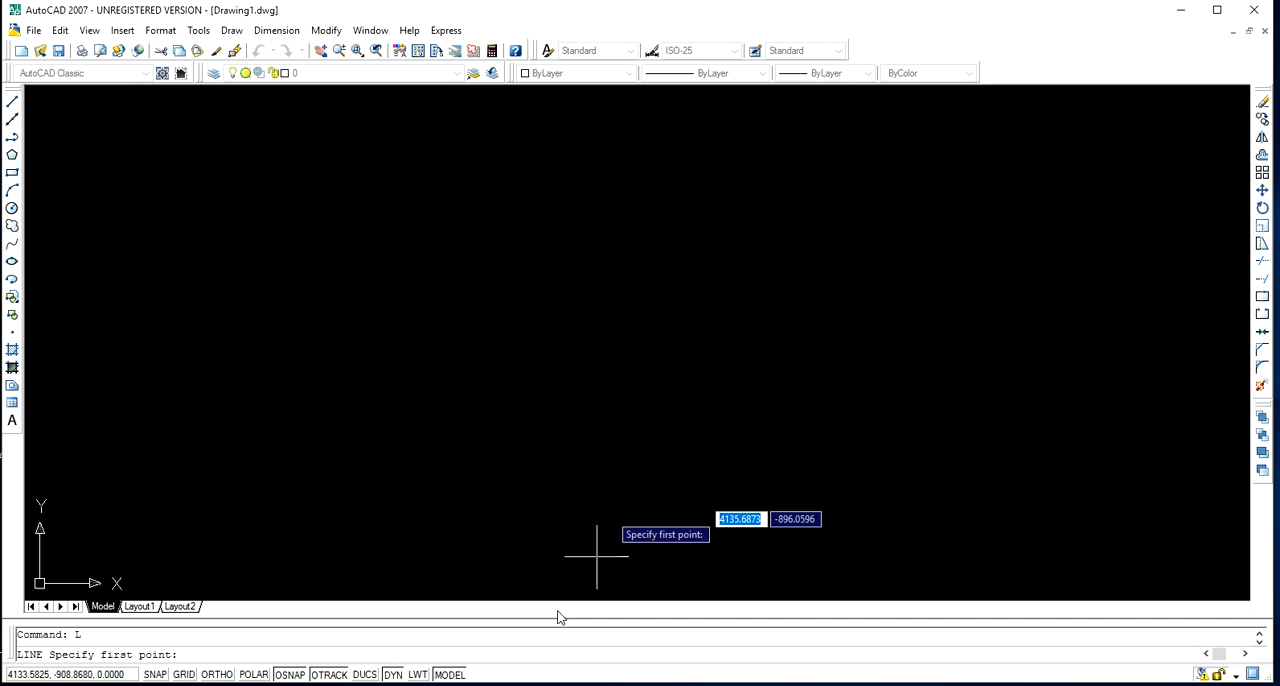 AutoCAD 2007 - UNREGISTERED VERSION - [Drawing1.dwg]
File Edit View Insert Format Tools Draw Dimension Modify Window Help Express
Standard ISO-25 Standard
AutoCAD Classic 0 ByLayer ByLayer ByLayer ByColor
A
4135.6873 -896.0596
Specify first point:
Y
X
Model Layout1 Layout2
Command: L
LINE Specify first point:
4133.5825, -908.8680, 0.0000 SNAP GRID ORTHO POLAR OSNAP OTRACK DUCS DYN LWT MODEL